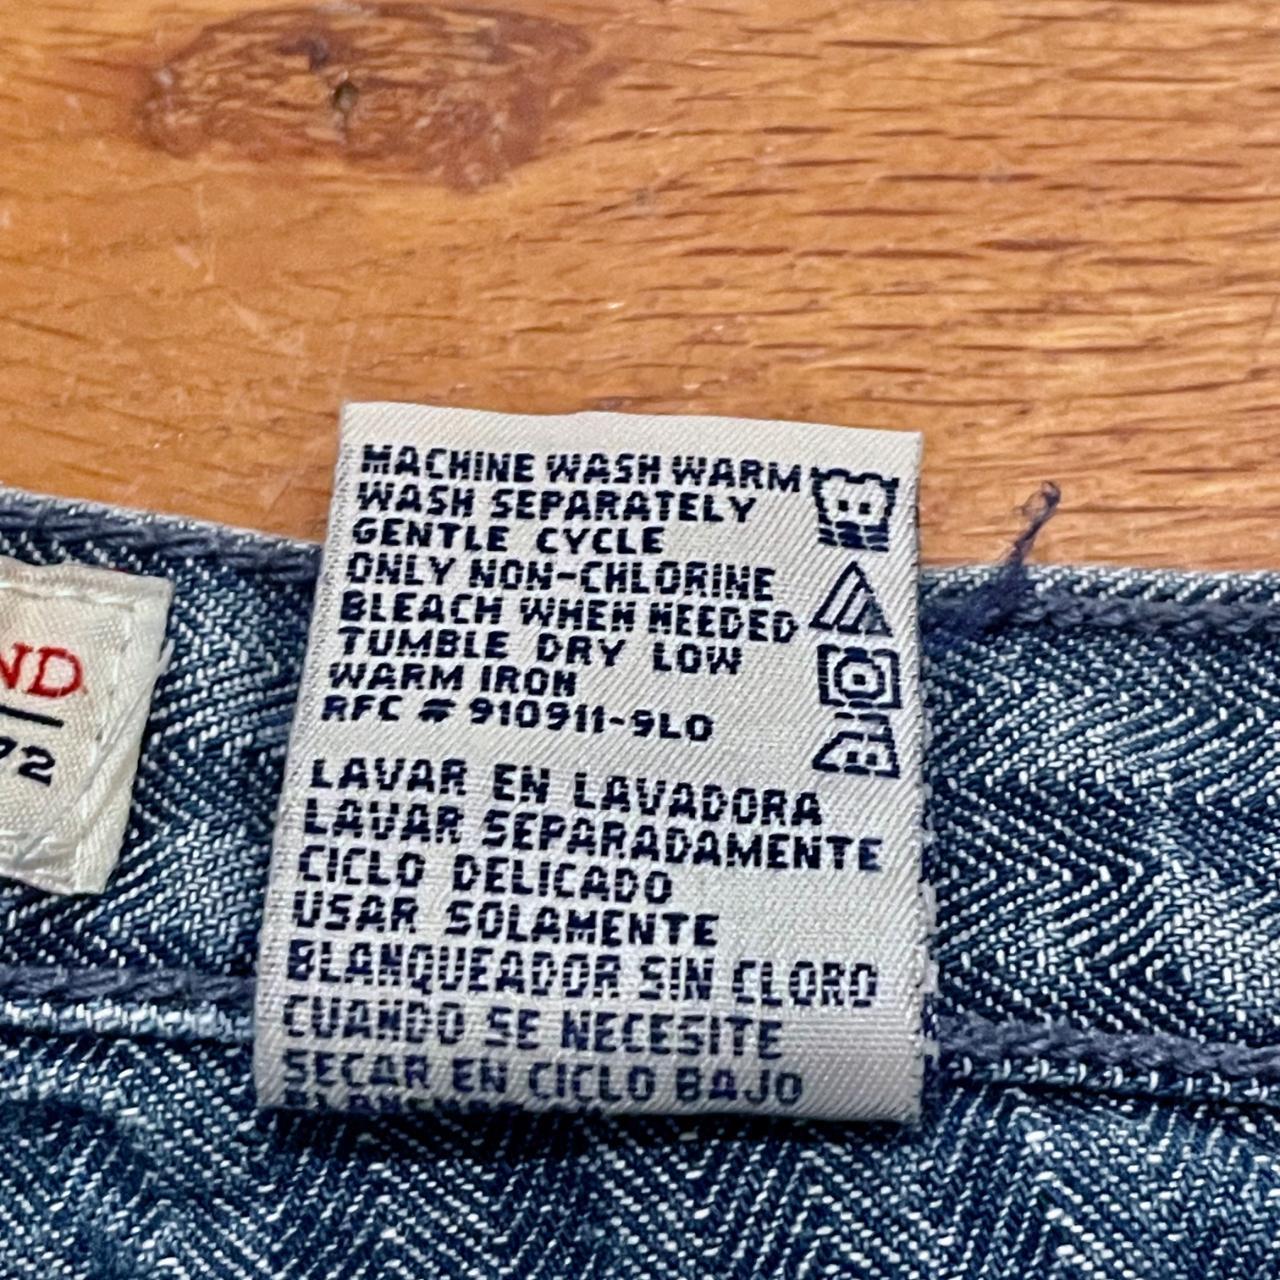 MACHINE WASH WARM
WASH SEPARATELY
GENTLE CYCLE
ONLY NON-CHLORINE
BLEACH WHEN NEEDED
TUMBLE DRY LOW
WARM IRON
RFC # 910911-9LO
LAVAR EN LAVADORA
LAVAR SEPARADAMENTE
CICLO DELICADO
USAR SOLAMENTE
BLANQUEADOR SIN CLORO
CUANDO SE NECESITE
SECAR EN CICLO BAJO
ND
72